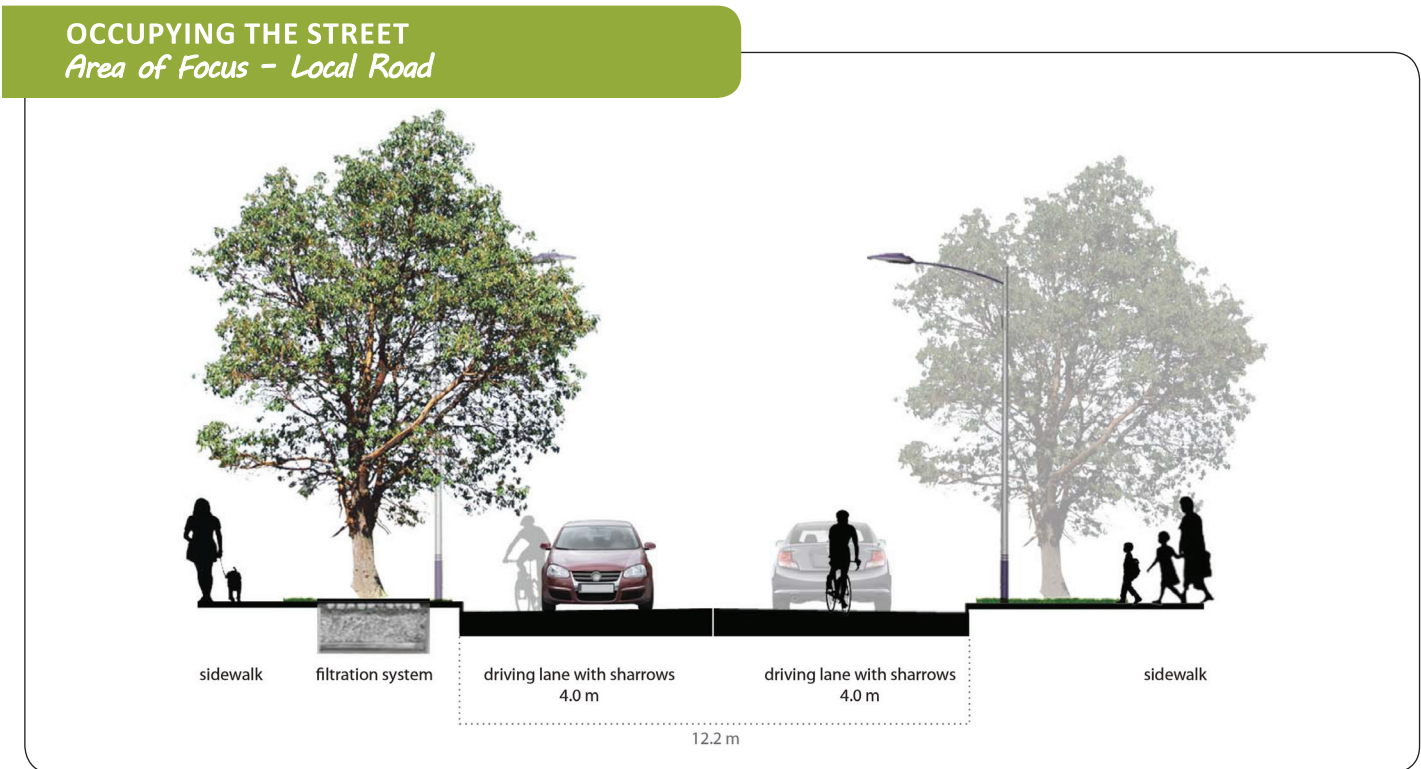 OCCUPYING THE STREET
Area of Focus – Local Road
sidewalk
filtration system
driving lane with sharrows
4.0 m
driving lane with sharrows
4.0 m
sidewalk
12.2 m